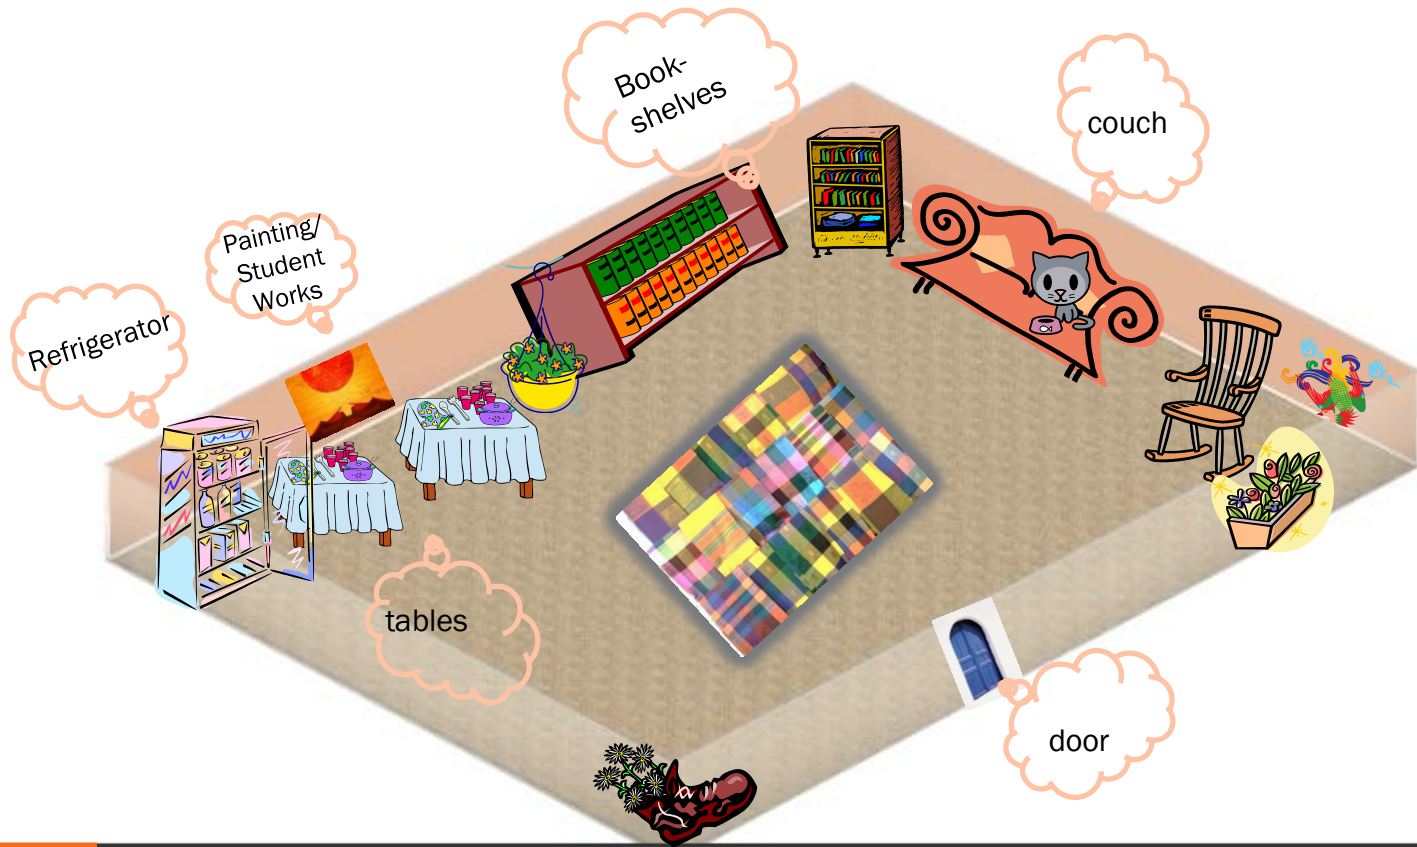 Book-
shelves
couch
Painting/
Student
Works
Refrigerator
tables
door